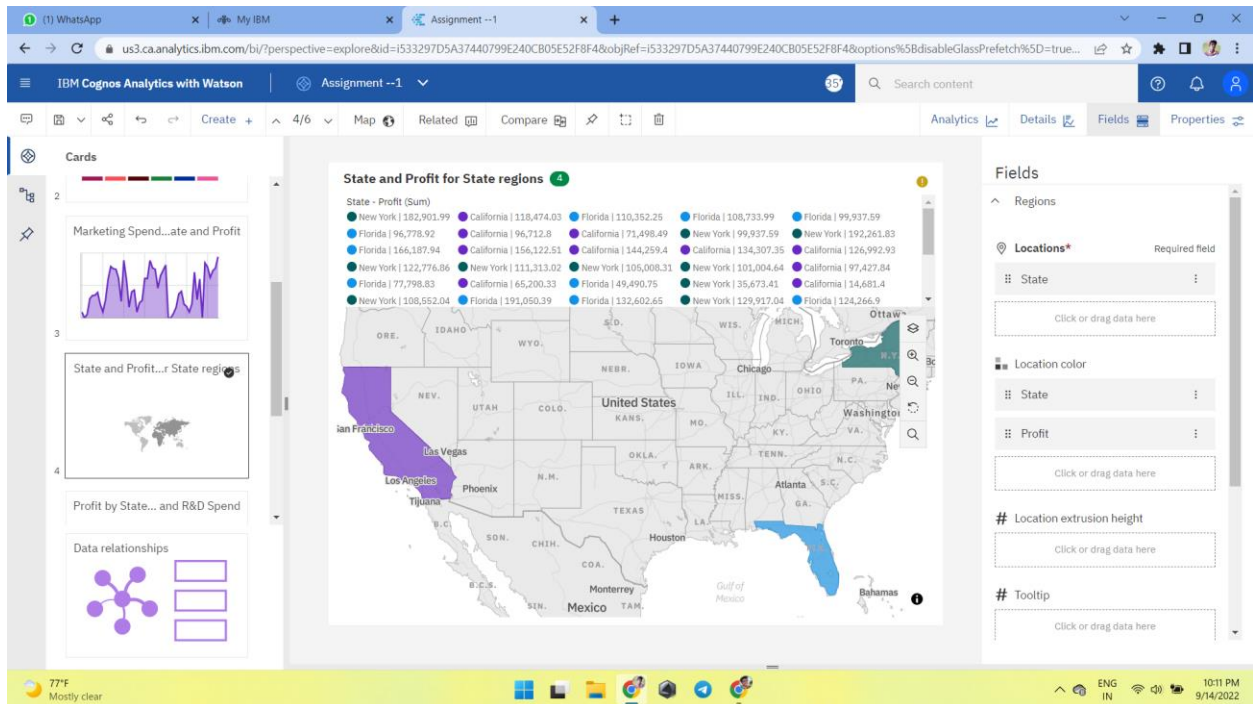 (1) WhatsApp
My IBM
Assignment --1
us3.ca.analytics.ibm.com/bi/?perspective=explore&id=i533297D5A37440799E240CB05E52F8F4&objRef=i533297D5A37440799E240CB05E52F8F4&options%5BdisableGlassPrefetch%5D=true...
IBM Cognos Analytics with Watson
Assignment --1
Search content
Create +
4/6
Map
Related
Compare
Analytics
Details
Fields
Properties
Cards
2
Marketing Spend...ate and Profit
3
State and Profit...r State regions
4
Profit by State... and R&D Spend
Data relationships
State and Profit for State regions 4
State - Profit (Sum)
New York | 182,901.99 California | 118,474.03 Florida | 110,352.25 Florida | 108,733.99 Florida | 99,937.59
Florida | 96,778.92 California | 96,712.8 California | 71,498.49 New York | 99,937.59 New York | 192,261.83
Florida | 166,187.94 California | 156,122.51 California | 144,259.4 California | 134,307.35 California | 126,992.93
New York | 122,776.86 New York | 111,313.02 New York | 105,008.31 New York | 101,004.64 California | 97,427.84
Florida | 77,798.83 California | 65,200.33 Florida | 49,490.75 New York | 35,673.41 California | 14,681.4
New York | 108,552.04 Florida | 191,050.39 Florida | 132,602.65 New York | 129,917.04 Florida | 124,266.9
Ottawa
ORE.
IDAHO
WYO.
S.D.
WIS.
MICH.
Toronto
N.Y.
NEBR.
IOWA
Chicago
NEV.
UTAH
COLO.
United States
KANS.
MO.
ILL.
IND.
OHIO
PA.
Washington
San Francisco
KY.
VA.
Las Vegas
OKLA.
ARK.
TENN.
N.C.
Los Angeles
Phoenix
N.M.
Atlanta
S.C.
Tijuana
TEXAS
MISS.
GA.
LA.
B.C.
SON.
CHIH.
Houston
COA.
B.C.S.
Monterrey
Gulf of
Mexico
Bahamas
SIN.
Mexico
TAM.
Fields
Regions
Locations*
Required field
State
Click or drag data here
Location color
State
Profit
Click or drag data here
# Location extrusion height
Click or drag data here
# Tooltip
Click or drag data here
77°F
Mostly clear
ENG
IN
10:11 PM
9/14/2022